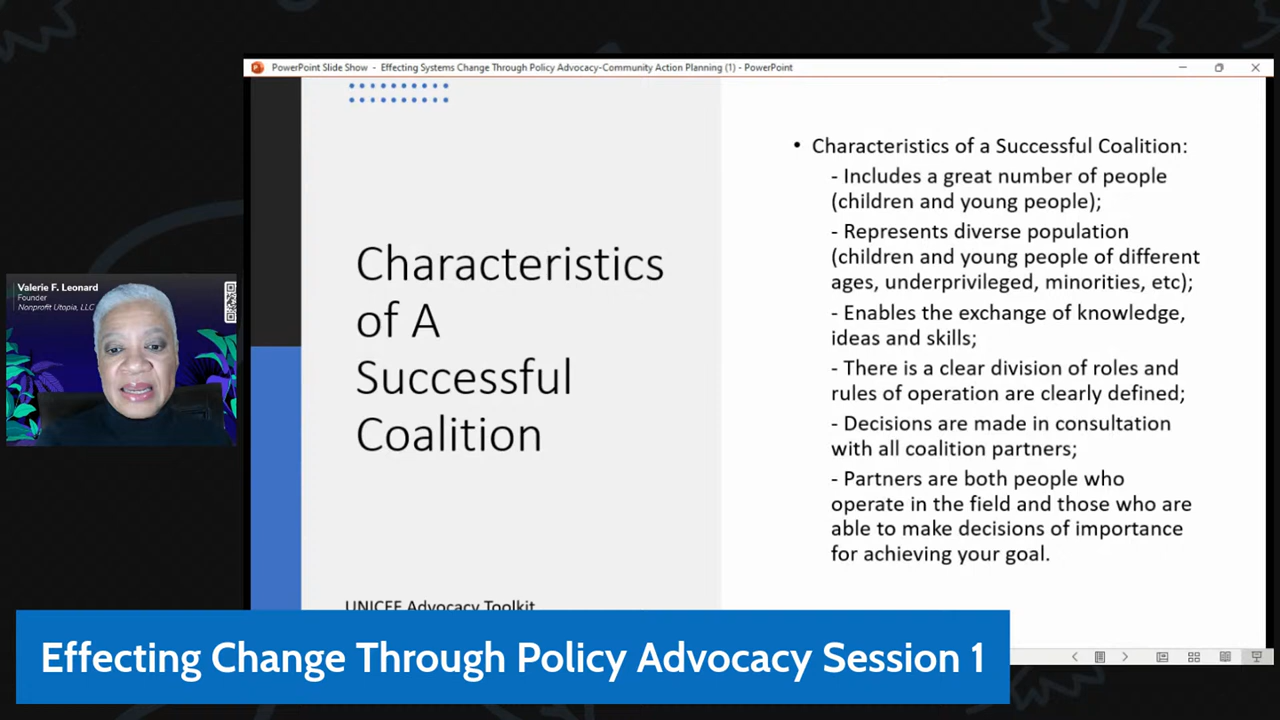 PowerPoint Slide Show - Effecting Systems Change Through Policy Advocacy-Community Action Planning (1) - PowerPoint
Valerie F. Leonard
Founder
Nonprofit Utopia, LLC
Characteristics
of A
Successful
Coalition
UNICEF Advocacy Toolkit
• Characteristics of a Successful Coalition:
- Includes a great number of people
(children and young people);
- Represents diverse population
(children and young people of different
ages, underprivileged, minorities, etc);
- Enables the exchange of knowledge,
ideas and skills;
- There is a clear division of roles and
rules of operation are clearly defined;
- Decisions are made in consultation
with all coalition partners;
- Partners are both people who
operate in the field and those who are
able to make decisions of importance
for achieving your goal.
Effecting Change Through Policy Advocacy Session 1